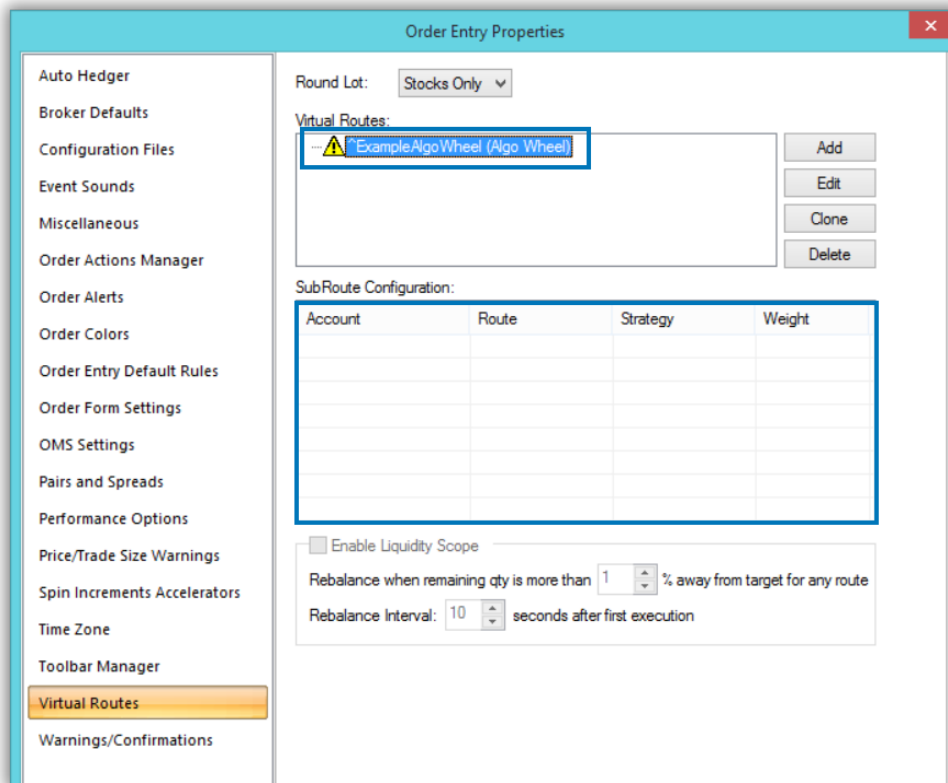 Order Entry Properties
Auto Hedger
Broker Defaults
Configuration Files
Event Sounds
Miscellaneous
Order Actions Manager
Order Alerts
Order Colors
Order Entry Default Rules
Order Form Settings
OMS Settings
Pairs and Spreads
Performance Options
Price/Trade Size Warnings
Spin Increments Accelerators
Time Zone
Toolbar Manager
Virtual Routes
Warnings/Confirmations
Round Lot: Stocks Only
Virtual Routes:
^ExampleAlgoWheel (Algo Wheel)
Add
Edit
Clone
Delete
SubRoute Configuration:
Account Route Strategy Weight
Enable Liquidity Scope
Rebalance when remaining qty is more than 1 % away from target for any route
Rebalance Interval: 10 seconds after first execution